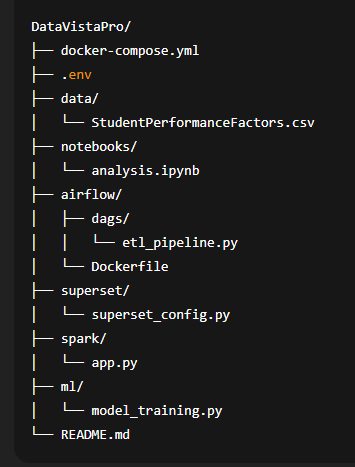 DataVistaPro/
├── docker-compose.yml
├── .env
├── data/
│   └── StudentPerformanceFactors.csv
├── notebooks/
│   └── analysis.ipynb
├── airflow/
│   ├── dags/
│   │   └── etl_pipeline.py
│   └── Dockerfile
├── superset/
│   └── superset_config.py
├── spark/
│   └── app.py
├── ml/
│   └── model_training.py
└── README.md